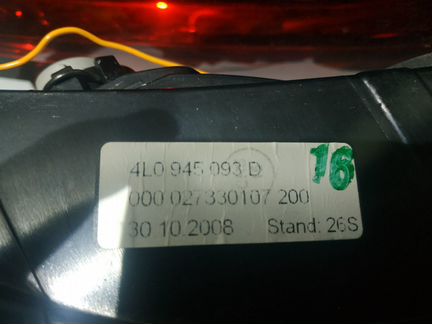 4L0 945 093 D
16
000 027330107 200
30.10.2008 Stand: 26S